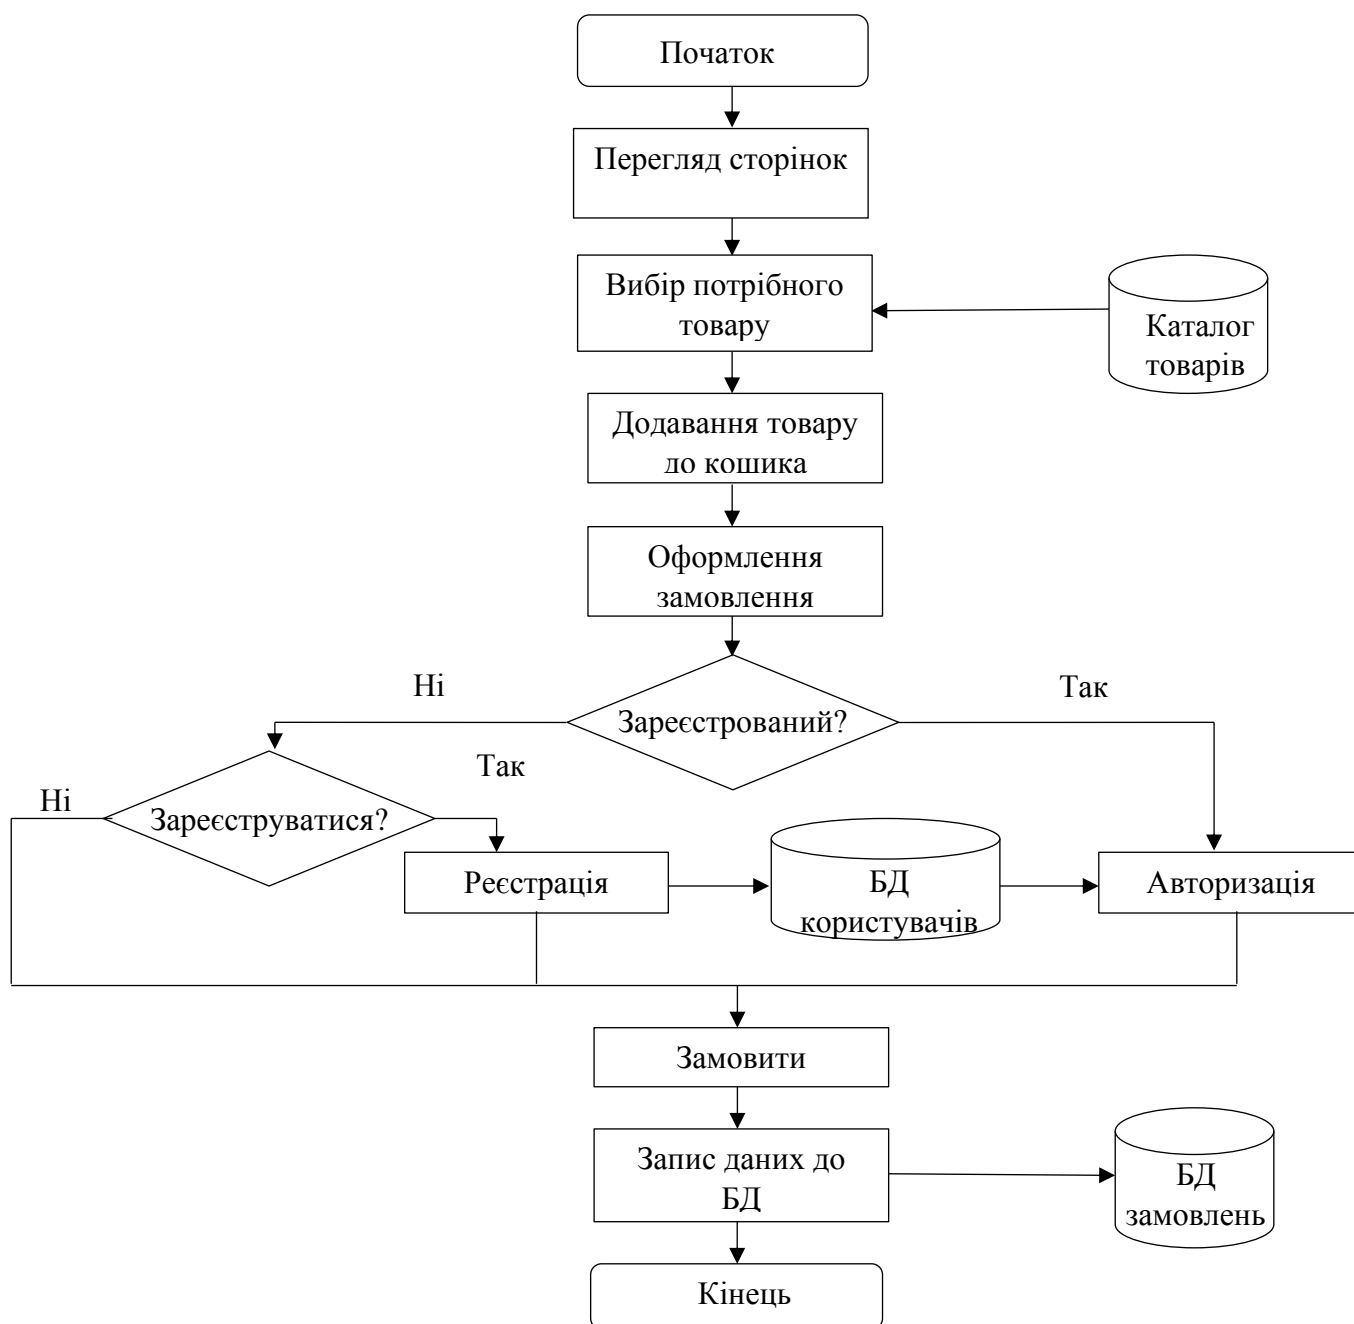 Початок
Перегляд сторінок
Вибір потрібного
товару
Каталог
товарів
Додавання товару
до кошика
Оформлення
замовлення
Ні
Так
Зареєстрований?
Так
Ні
Зареєструватися?
Реєстрація
БД
користувачів
Авторизація
Замовити
Запис даних до
БД
БД
замовлень
Кінець